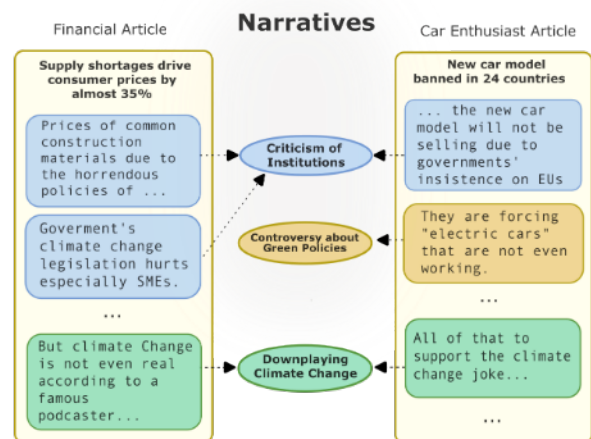 Narratives
Financial Article
Supply shortages drive
consumer prices by
almost 35%
Prices of common
construction
materials due to
the horrendous
policies of ...
Goverment's
climate change
legislation hurts
especially SMEs.
...
But climate Change
is not even real
according to a
famous
podcaster...
Criticism of
Institutions
Controversy about
Green Policies
Downplaying
Climate Change
Car Enthusiast Article
New car model
banned in 24 countries
... the new car
model will not be
selling due to
governments'
insistence on EUs
They are forcing
"electric cars"
that are not even
working.
...
All of that to
support the climate
change joke...
...